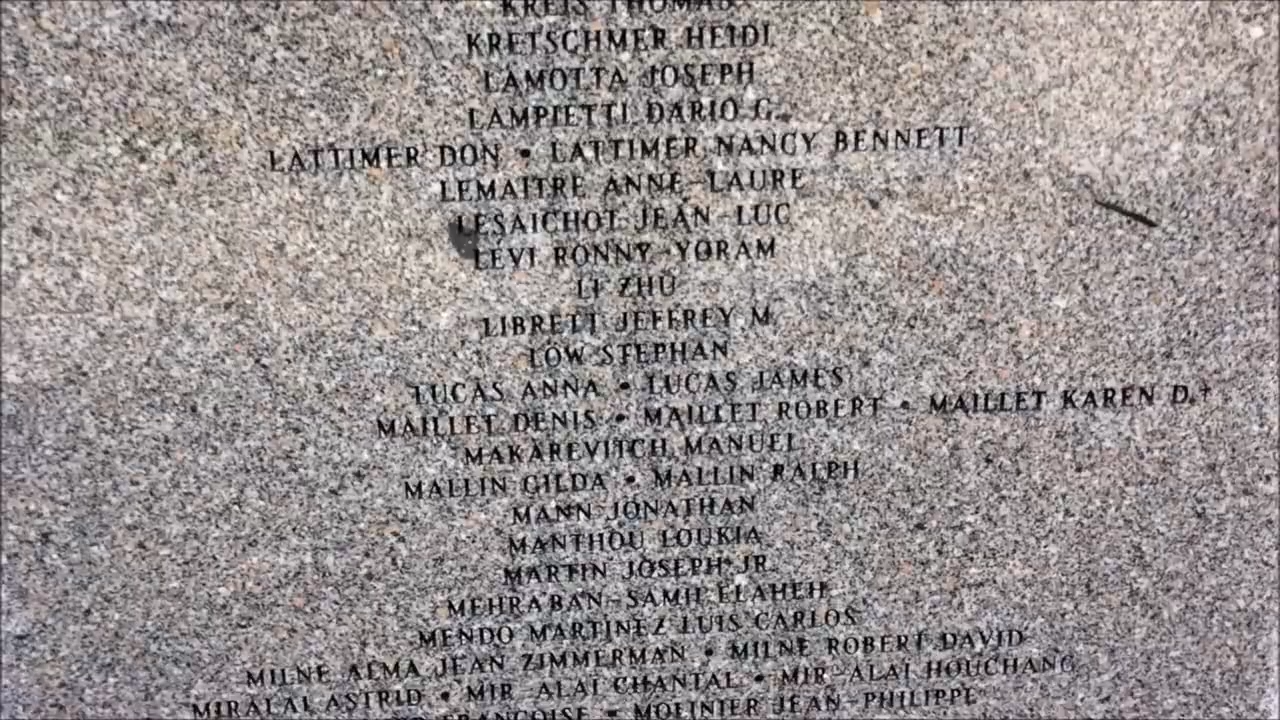 KREIS THOMAS
KRETSCHMER HEIDI
LAMOTTA JOSEPH
LAMPIETTI DARIO G.
LATTIMER DON • LATTIMER NANCY BENNETT
LEMAITRE ANNE-LAURE
LESAICHOT JEAN-LUC
LEVI RONNY-YORAM
LI ZHU
LIBRETT JEFFREY M.
LOW STEPHAN
LUCAS ANNA • LUCAS JAMES
MAILLET DENIS • MAILLET ROBERT • MAILLET KAREN D.†
MAKAREVITCH MANUEL
MALLIN GILDA • MALLIN RALPH
MANN JONATHAN
MANTHOU LOUKIA
MARTIN JOSEPH JR.
MEHRABAN-SAMII ELAHEH
MENDO MARTINEZ LUIS CARLOS
MILNE ALMA JEAN ZIMMERMAN • MILNE ROBERT DAVID
MIRALAI ASTRID • MIR-ALAI CHANTAL • MIR-ALAI HOUCHANG
FRANÇOISE • MOLINIER JEAN-PHILIPPE